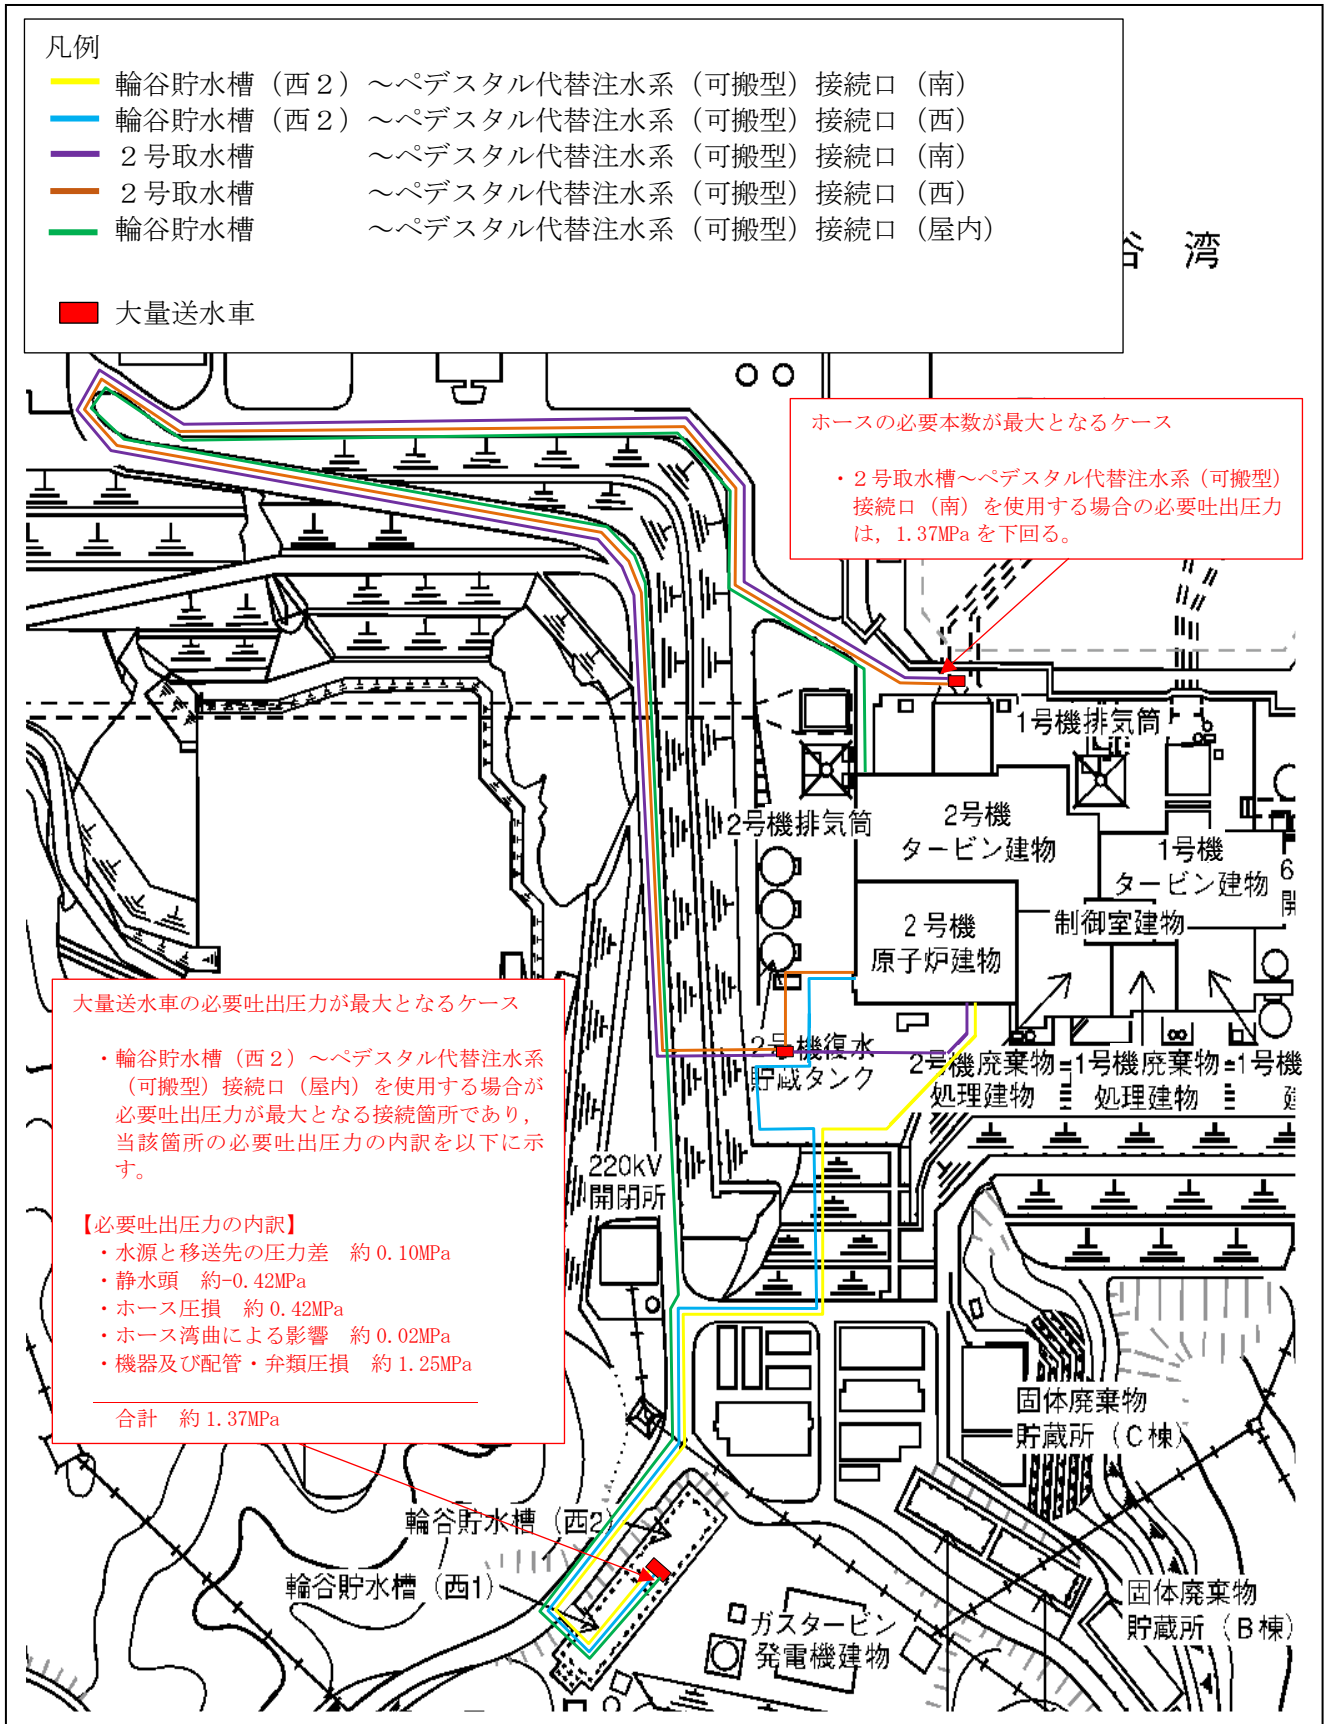 凡例
輪谷貯水槽（西２）～ペデスタル代替注水系（可搬型）接続口（南）
輪谷貯水槽（西２）～ペデスタル代替注水系（可搬型）接続口（西）
２号取水槽　　　　～ペデスタル代替注水系（可搬型）接続口（南）
２号取水槽　　　　～ペデスタル代替注水系（可搬型）接続口（西）
輪谷貯水槽　　　　～ペデスタル代替注水系（可搬型）接続口（屋内）
大量送水車
湾
ホースの必要本数が最大となるケース
・２号取水槽～ペデスタル代替注水系（可搬型）
接続口（南）を使用する場合の必要吐出圧力
は，1.37MPa を下回る。
1号機排気筒
2号機排気筒
2号機
タービン建物
1号機
タービン建物
6
開
制御室建物
２号機
原子炉建物
2号機復水
貯蔵タンク
2号機廃棄物
処理建物
1号機廃棄物
処理建物
1号機
建
大量送水車の必要吐出圧力が最大となるケース
・輪谷貯水槽（西２）～ペデスタル代替注水系
（可搬型）接続口（屋内）を使用する場合が
必要吐出圧力が最大となる接続箇所であり，
当該箇所の必要吐出圧力の内訳を以下に示
す。
【必要吐出圧力の内訳】
・水源と移送先の圧力差　約 0.10MPa
・静水頭　約-0.42MPa
・ホース圧損　約 0.42MPa
・ホース湾曲による影響　約 0.02MPa
・機器及び配管・弁類圧損　約 1.25MPa
合計　約 1.37MPa
220kV
開閉所
固体廃棄物
貯蔵所（C棟）
輪谷貯水槽（西2）
輪谷貯水槽（西1）
ガスタービン
発電機建物
固体廃棄物
貯蔵所（B棟）